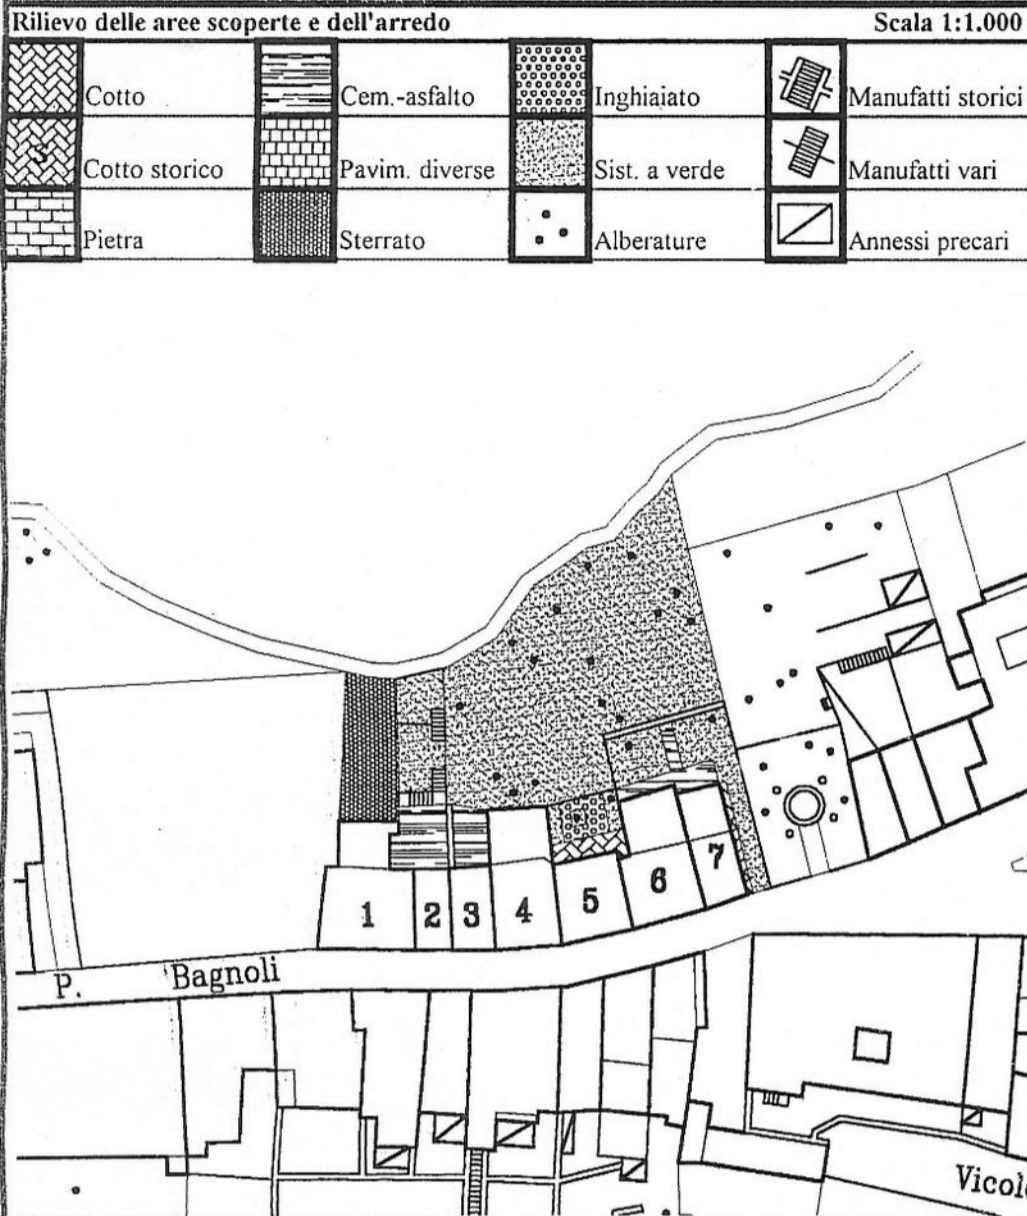 Rilievo delle aree scoperte e dell'arredo Scala 1:1.000
Cotto Cem.-asfalto Inghiaiato Manufatti storici
S Cotto storico Pavim. diverse Sist. a verde Manufatti vari
Pietra Sterrato Alberature Annessi precari
1 2 3 4 5 6 7
P. Bagnoli
Vicol